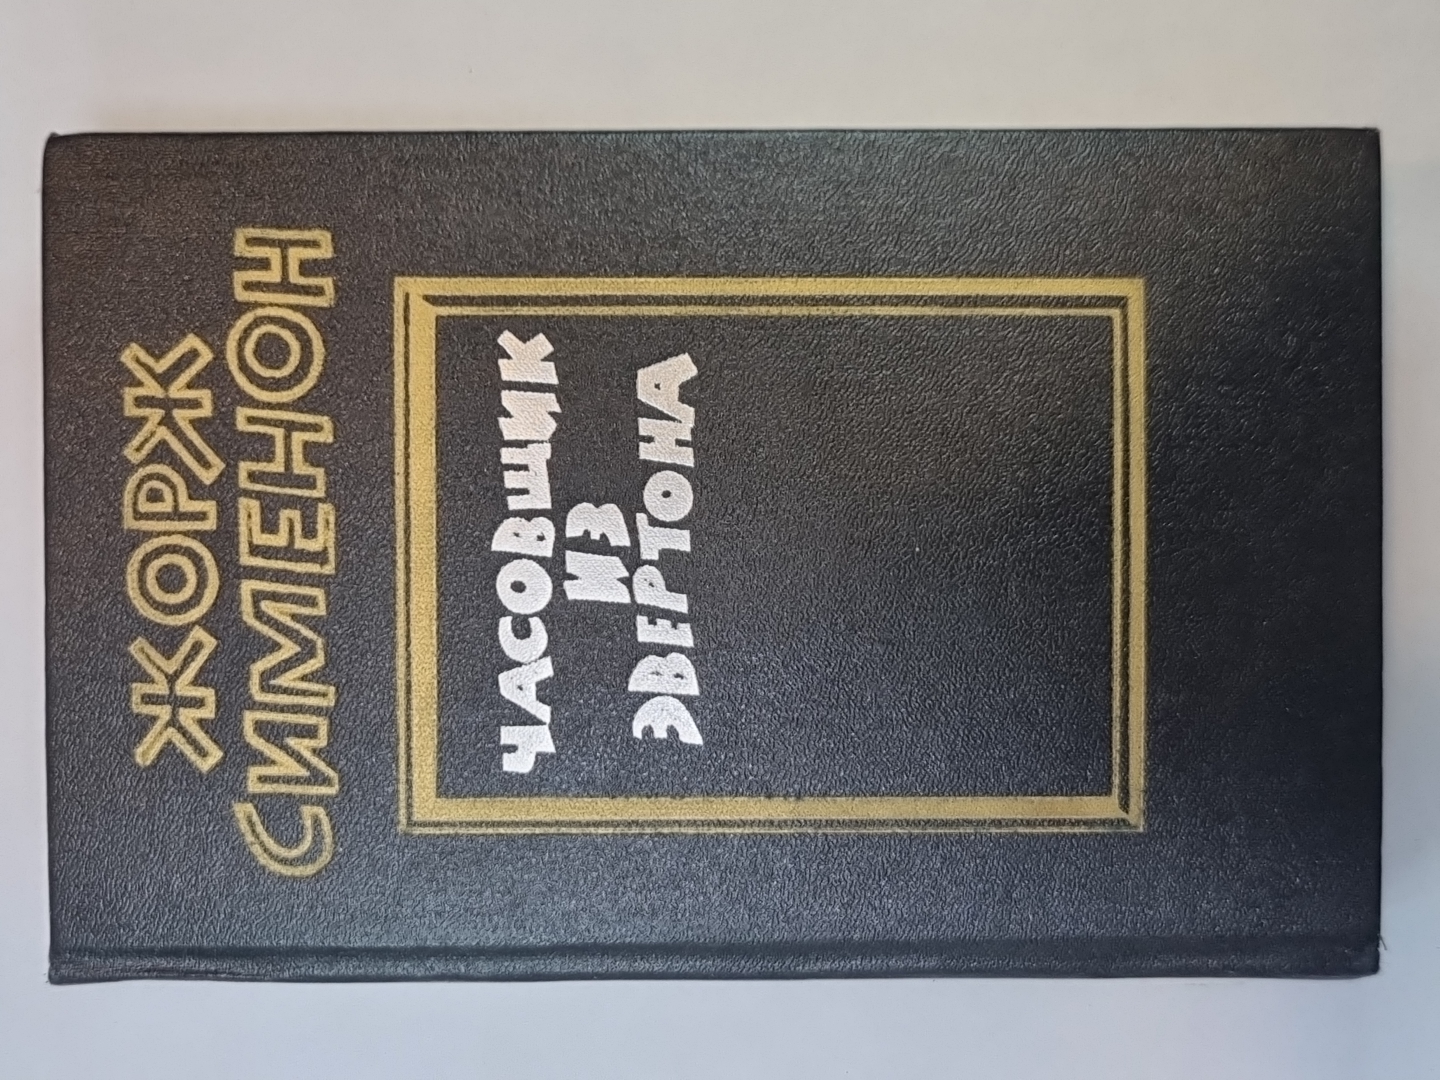 ЖОРЖ
СИМЕНОН
ЧАСОВЩИК
ИЗ
ЭВЕРТОНА